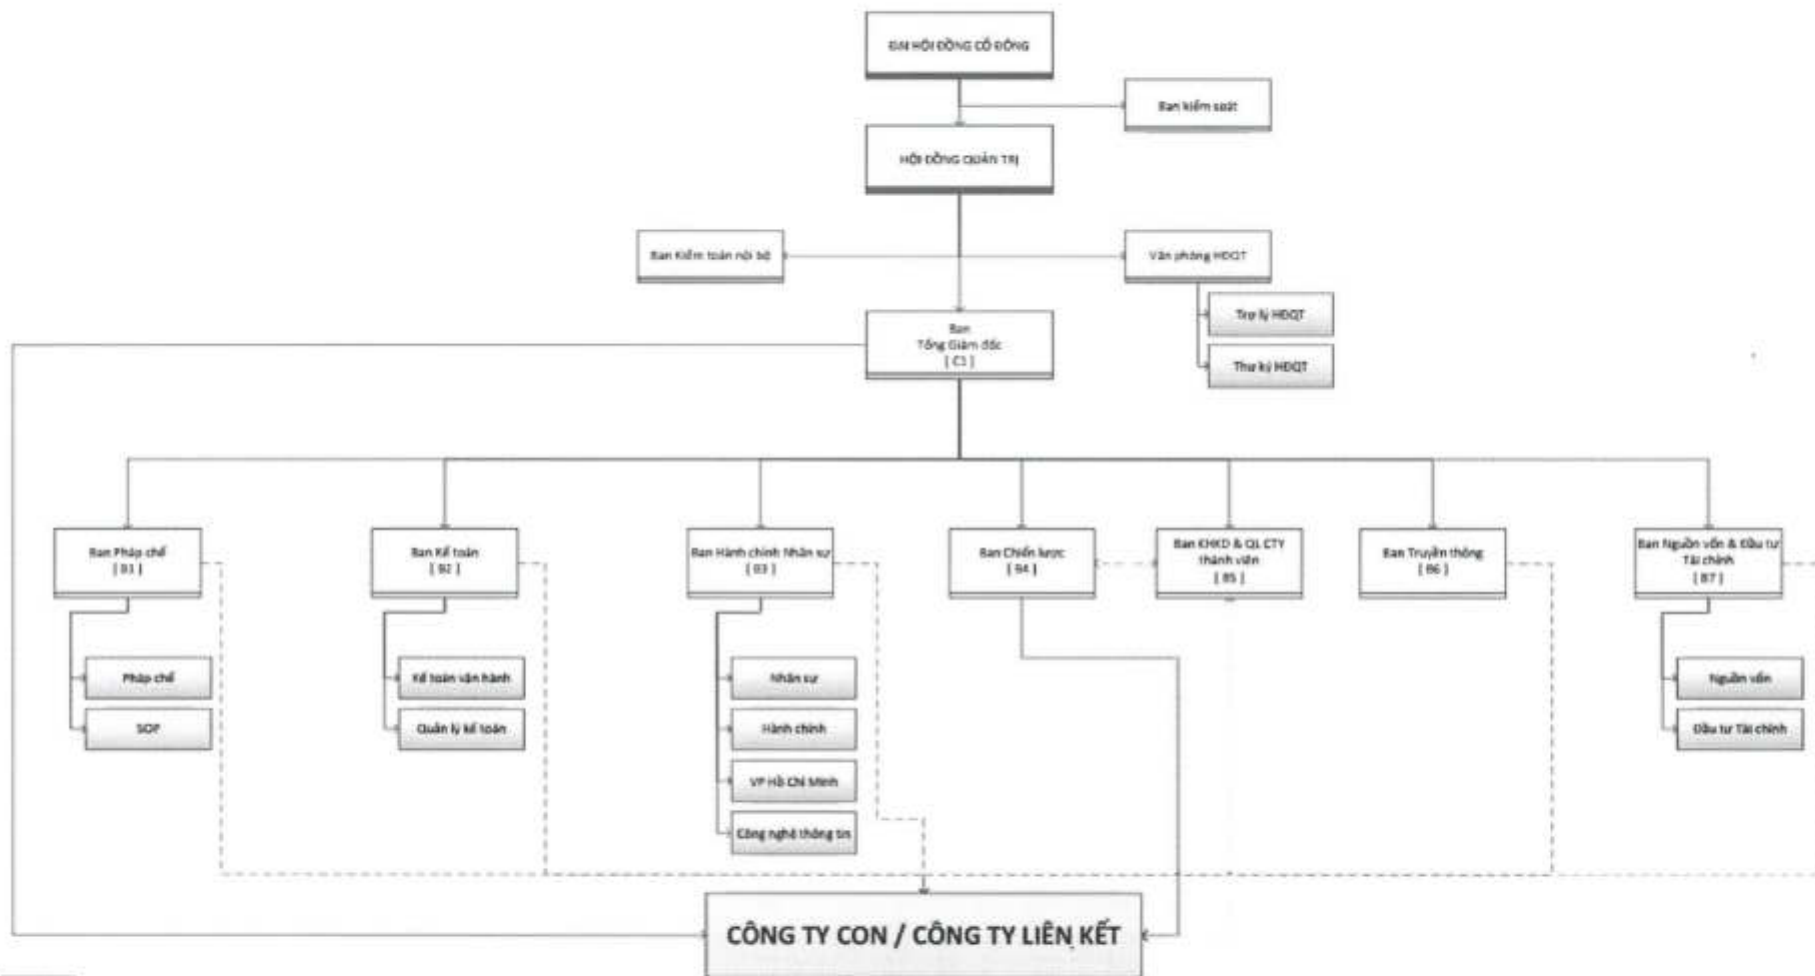 ĐẠI HỘI ĐỒNG CỔ ĐÔNG
Ban kiểm soát
HỘI ĐỒNG QUẢN TRỊ
Ban Kiểm toán nội bộ
Văn phòng HĐQT
Trợ lý HĐQT
Thư ký HĐQT
Ban
Tổng Giám đốc
[ C1 ]
Ban Pháp chế
[ B1 ]
Pháp chế
SOP
Ban Kế toán
[ B2 ]
Kế toán vận hành
Quản lý kế toán
Ban Hành chính Nhân sự
[ B3 ]
Nhân sự
Hành chính
VP Hồ Chí Minh
Công nghệ thông tin
Ban Chiến lược
[ B4 ]
Ban KHKD & QL CTY
thành viên
[ B5 ]
Ban Truyền thông
[ B6 ]
Ban Nguồn vốn & Đầu tư
Tài chính
[ B7 ]
Nguồn vốn
Đầu tư Tài chính
CÔNG TY CON / CÔNG TY LIÊN KẾT